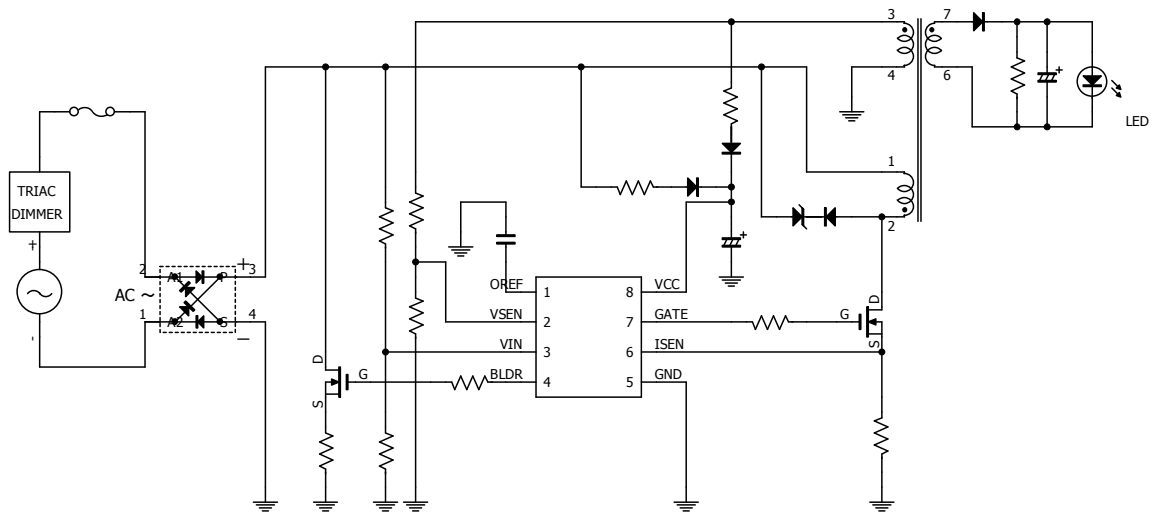 3 7
4 6
LED
1
2
TRIAC
DIMMER
+
-
AC ~
2 A1 P + 3
1 A2 S 4
−
+
+
OREF 1 8 VCC
VSEN 2 7 GATE
VIN 3 6 ISEN
BLDR 4 5 GND
D
G
S
D
G
S